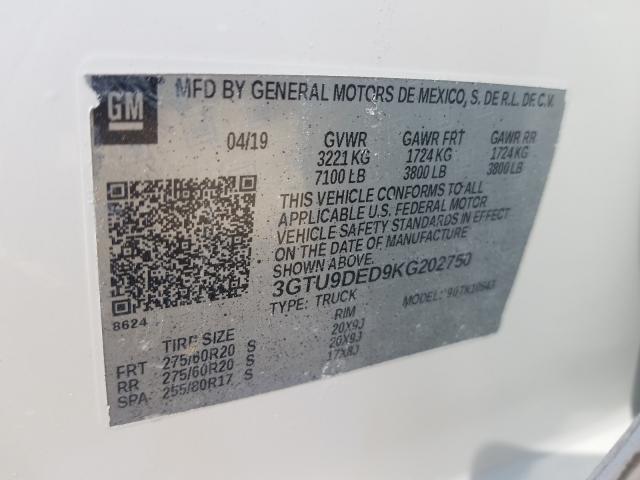 GM
MFD BY GENERAL MOTORS DE MEXICO, S. DE R.L. DE C.V.
04/19 GVWR GAWR FRT GAWR RR
3221 KG 1724 KG 1724 KG
7100 LB 3800 LB 3800 LB
THIS VEHICLE CONFORMS TO ALL
APPLICABLE U.S. FEDERAL MOTOR
VEHICLE SAFETY STANDARDS IN EFFECT
ON THE DATE OF MANUFACTURE
SHOWN ABOVE.
3GTU9DED9KG202750
TYPE: TRUCK MODEL:
8624
TIRE SIZE RIM
FRT 275/60R20 S 20X9J
RR 275/60R20 S 20X9J
SPA 255/80R17 S 17X8J